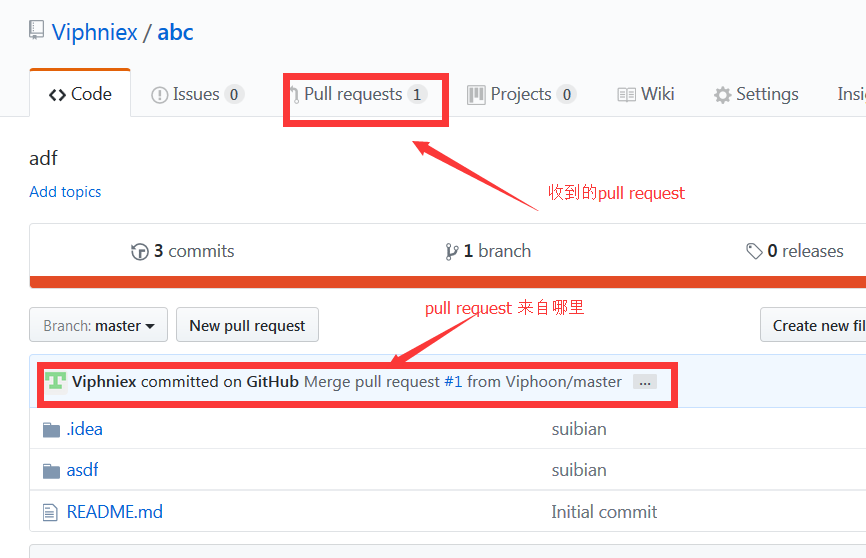 Viphniex / abc
Code Issues 0 Pull requests 1 Projects 0 Wiki Settings Insi
adf
Add topics
收到的pull request
3 commits 1 branch 0 releases
pull request 来自哪里
Branch: master New pull request Create new fil
Viphniex committed on GitHub Merge pull request #1 from Viphoon/master ...
.idea suibian
asdf suibian
README.md Initial commit